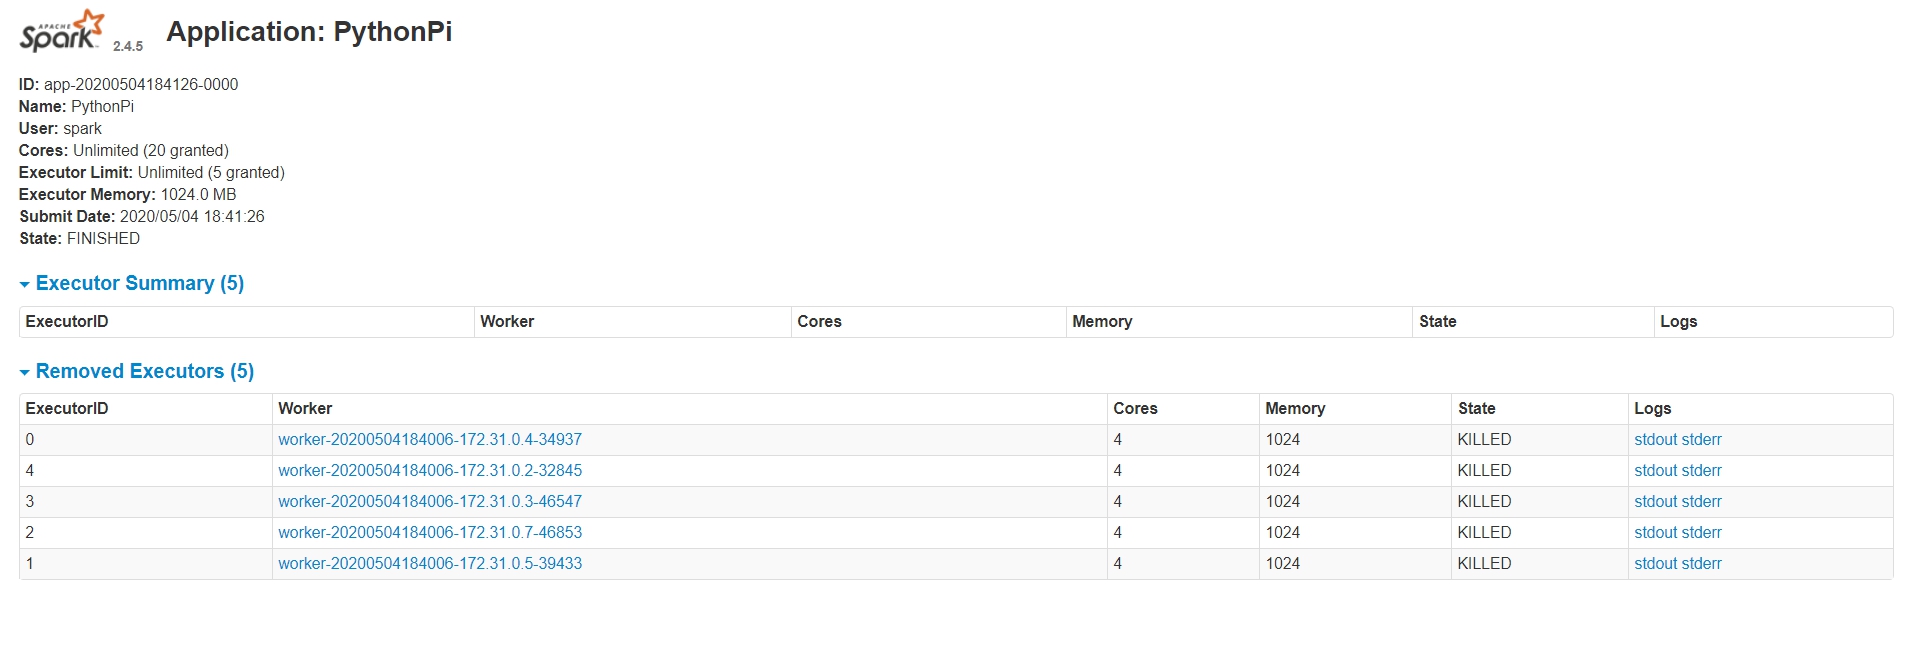 APACHE
Spark 2.4.5 Application: PythonPi
ID: app-20200504184126-0000
Name: PythonPi
User: spark
Cores: Unlimited (20 granted)
Executor Limit: Unlimited (5 granted)
Executor Memory: 1024.0 MB
Submit Date: 2020/05/04 18:41:26
State: FINISHED
Executor Summary (5)
ExecutorID Worker Cores Memory State Logs
Removed Executors (5)
ExecutorID Worker Cores Memory State Logs
0 worker-20200504184006-172.31.0.4-34937 4 1024 KILLED stdout stderr
4 worker-20200504184006-172.31.0.2-32845 4 1024 KILLED stdout stderr
3 worker-20200504184006-172.31.0.3-46547 4 1024 KILLED stdout stderr
2 worker-20200504184006-172.31.0.7-46853 4 1024 KILLED stdout stderr
1 worker-20200504184006-172.31.0.5-39433 4 1024 KILLED stdout stderr